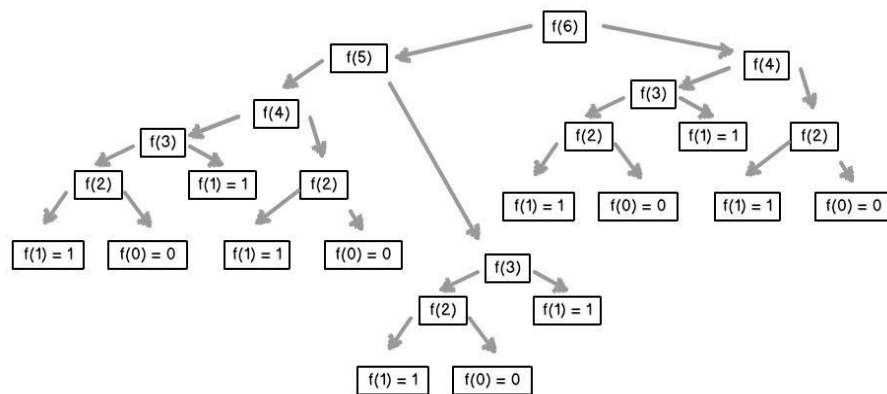 f(6)
f(5)
f(4)
f(4)
f(3)
f(3)
f(2)
f(1) = 1
f(2)
f(2)
f(1) = 1
f(2)
f(1) = 1
f(0) = 0
f(1) = 1
f(0) = 0
f(1) = 1
f(0) = 0
f(1) = 1
f(0) = 0
f(3)
f(2)
f(1) = 1
f(1) = 1
f(0) = 0